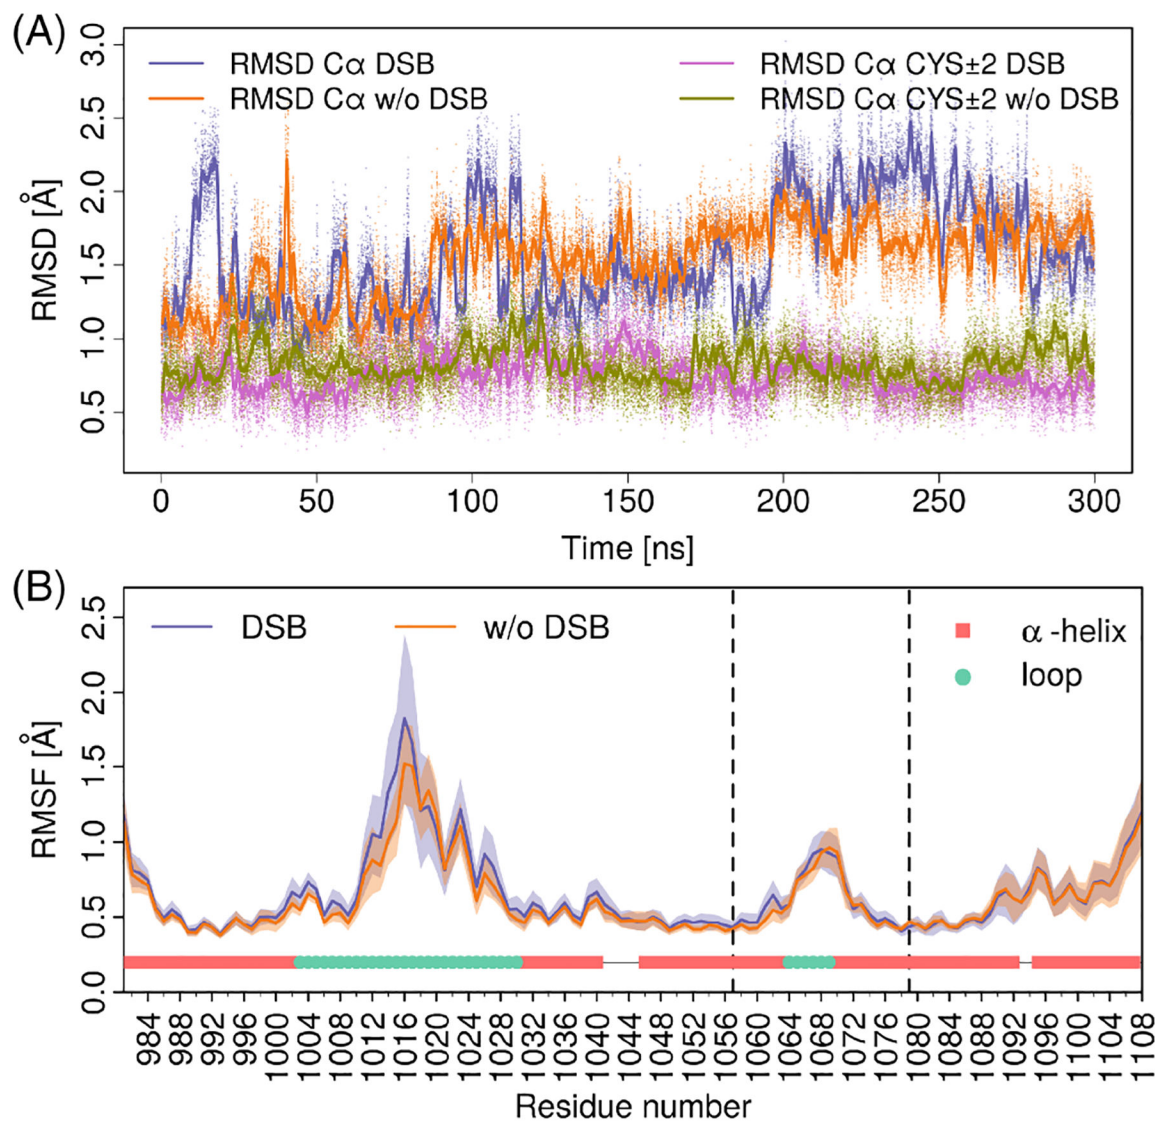 (A)
RMSD Cα DSB
RMSD Cα CYS±2 DSB
RMSD Cα w/o DSB
RMSD Cα CYS±2 w/o DSB
RMSD [Å]
3.0
2.5
2.0
1.5
1.0
0.5
0 50 100 150 200 250 300
Time [ns]
(B)
DSB
w/o DSB
α -helix
loop
RMSF [Å]
2.5
2.0
1.5
1.0
0.5
0.0
984 988 992 996 1000 1004 1008 1012 1016 1020 1024 1028 1032 1036 1040 1044 1048 1052 1056 1060 1064 1068 1072 1076 1080 1084 1088 1092 1096 1100 1104 1108
Residue number